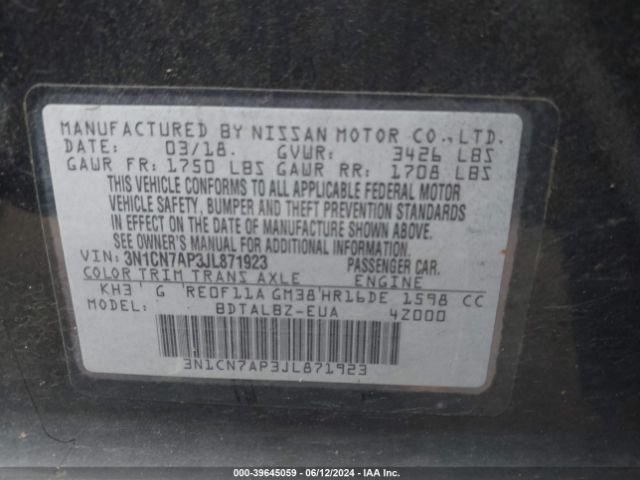 MANUFACTURED BY NISSAN MOTOR CO.,LTD.
DATE: 03/18. GVWR: 3426 LBS
GAWR FR: 1750 LBS GAWR RR: 1708 LBS
THIS VEHICLE CONFORMS TO ALL APPLICABLE FEDERAL MOTOR
VEHICLE SAFETY, BUMPER AND THEFT PREVENTION STANDARDS
IN EFFECT ON THE DATE OF MANUFACTURE SHOWN ABOVE.
SEE OWNER'S MANUAL FOR ADDITIONAL INFORMATION.
VIN: 3N1CN7AP3JL871923 PASSENGER CAR.
COLOR TRIM TRANS AXLE ENGINE
KH3 G RE0F11A GM38 HR16DE 1598 CC
MODEL: BDTALBZ-EUA 4Z000
3N1CN7AP3JL871923
000-39645059 - 06/12/2024 - IAA Inc.